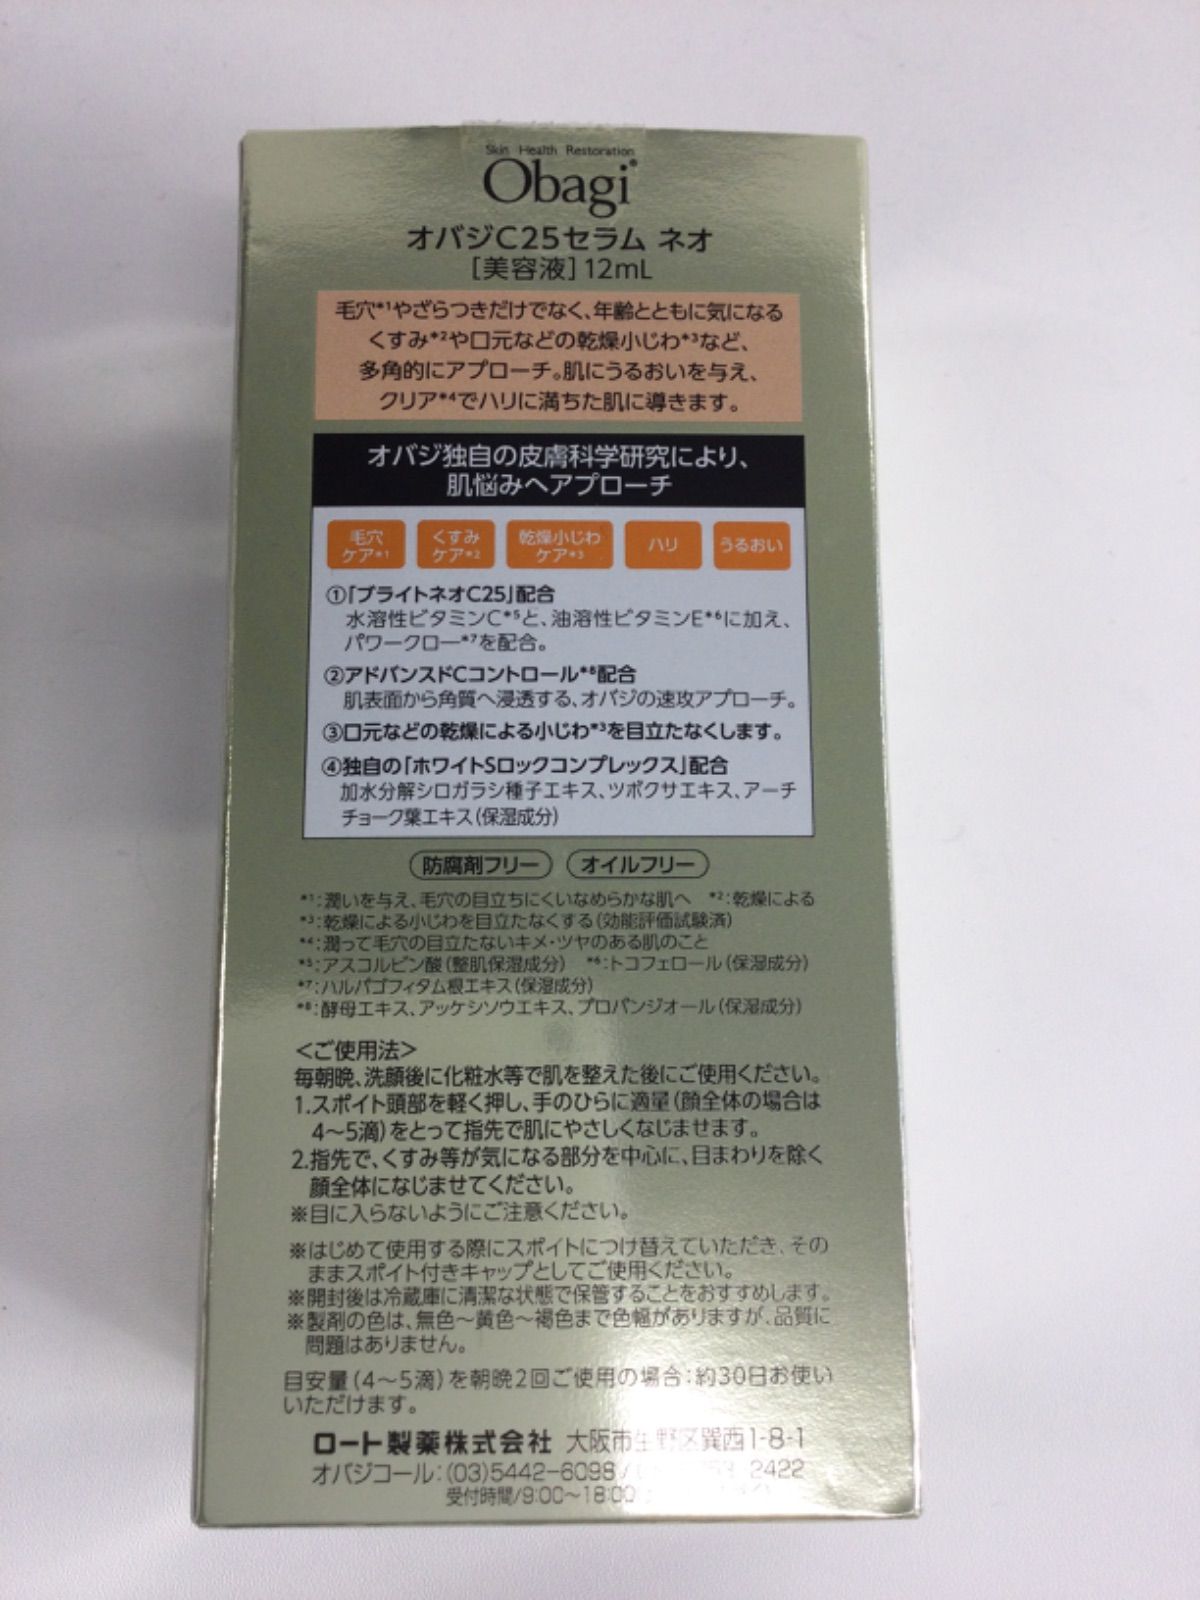 Skin Health Restoration
Obagi®
オバジC25セラム ネオ
[美容液]12mL
毛穴*1やざらつきだけでなく、年齢とともに気になる
くすみ*2や口元などの乾燥小じわ*3など、
多角的にアプローチ。肌にうるおいを与え、
クリア*4でハリに満ちた肌に導きます。
オバジ独自の皮膚科学研究により、
肌悩みへアプローチ
毛穴 くすみ 乾燥小じわ ハリ うるおい
ケア*1 ケア*2 ケア*3
①「ブライトネオC25」配合
水溶性ビタミンC*5と、油溶性ビタミンE*6に加え、
パワークロー*7を配合。
②アドバンスドCコントロール*8配合
肌表面から角質へ浸透する、オバジの速攻アプローチ。
③口元などの乾燥による小じわ*3を目立たなくします。
④独自の「ホワイトSロックコンプレックス」配合
加水分解シロガラシ種子エキス、ツボクサエキス、アーチ
チョーク葉エキス(保湿成分)
防腐剤フリー オイルフリー
*1:潤いを与え、毛穴の目立ちにくいなめらかな肌へ *2:乾燥による
*3:乾燥による小じわを目立たなくする(効能評価試験済)
*4:潤って毛穴の目立たないキメ・ツヤのある肌のこと
*5:アスコルビン酸(整肌保湿成分) *6:トコフェロール(保湿成分)
*7:ハルパゴフィタム根エキス(保湿成分)
*8:酵母エキス、アッケシソウエキス、プロパンジオール(保湿成分)
<ご使用法>
毎朝晩、洗顔後に化粧水等で肌を整えた後にご使用ください。
1.スポイト頭部を軽く押し、手のひらに適量(顔全体の場合は
4〜5滴)をとって指先で肌にやさしくなじませます。
2.指先で、くすみ等が気になる部分を中心に、目まわりを除く
顔全体になじませてください。
※目に入らないようにご注意ください。
※はじめて使用する際にスポイトにつけ替えていただき、その
ままスポイト付きキャップとしてご使用ください。
※開封後は冷蔵庫に清潔な状態で保管することをおすすめします。
※製剤の色は、無色〜黄色〜褐色まで色幅がありますが、品質に
問題はありません。
目安量(4〜5滴)を朝晩2回ご使用の場合:約30日お使い
いただけます。
ロート製薬株式会社 大阪市生野区巽西1-8-1
オバジコール:(03)5442-6098/ 2422
受付時間/9:00〜18:00